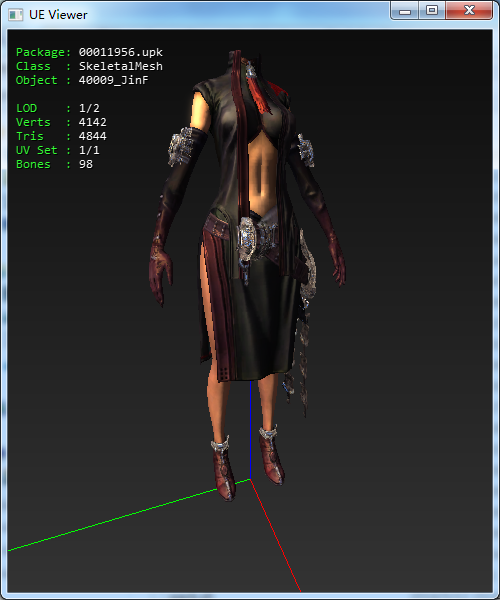 UE Viewer
Package: 00011956.upk
Class : SkeletalMesh
Object : 40009_JinF
LOD : 1/2
Verts : 4142
Tris : 4844
UV Set : 1/1
Bones : 98